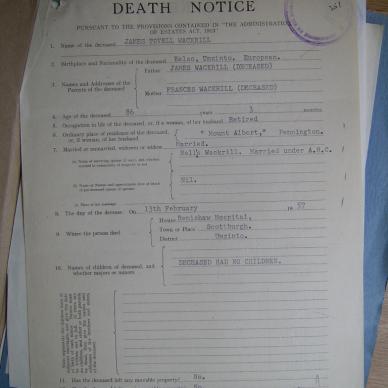 DEATH NOTICE
PURSUANT TO THE PROVISIONS CONTAINED IN "THE ADMINISTRATION
OF ESTATES ACT, 1913"
1. Name of the deceased JAMES TOVELL WACKRILL
2. Birthplace and Nationality of the deceased Kelso, Umzinto, European.
3. Names and Addresses of the Parents of the deceased
Father JAMES WACKRILL (DECEASED)
Mother FRANCES WACKRILL (DECEASED)
4. Age of the deceased 86 years 3 months
5. Occupation in life of the deceased, or, if a woman, of her husband Retired
6. Ordinary place of residence of the deceased, or, if woman, of her husband "Mount Albert," Pennington.
7. Married or unmarried, widower or widow Married.
Wackrill. Married under A.N.C.
Nil.
8. The day of the decease. On 13th February 1957
9. Where the person died
House Renishaw Hospital,
Town or Place Scottburgh.
District Umzinto.
10. Names of children of deceased, and whether majors or minors
DECEASED HAD NO CHILDREN.
11. Has the deceased left any movable property? No.